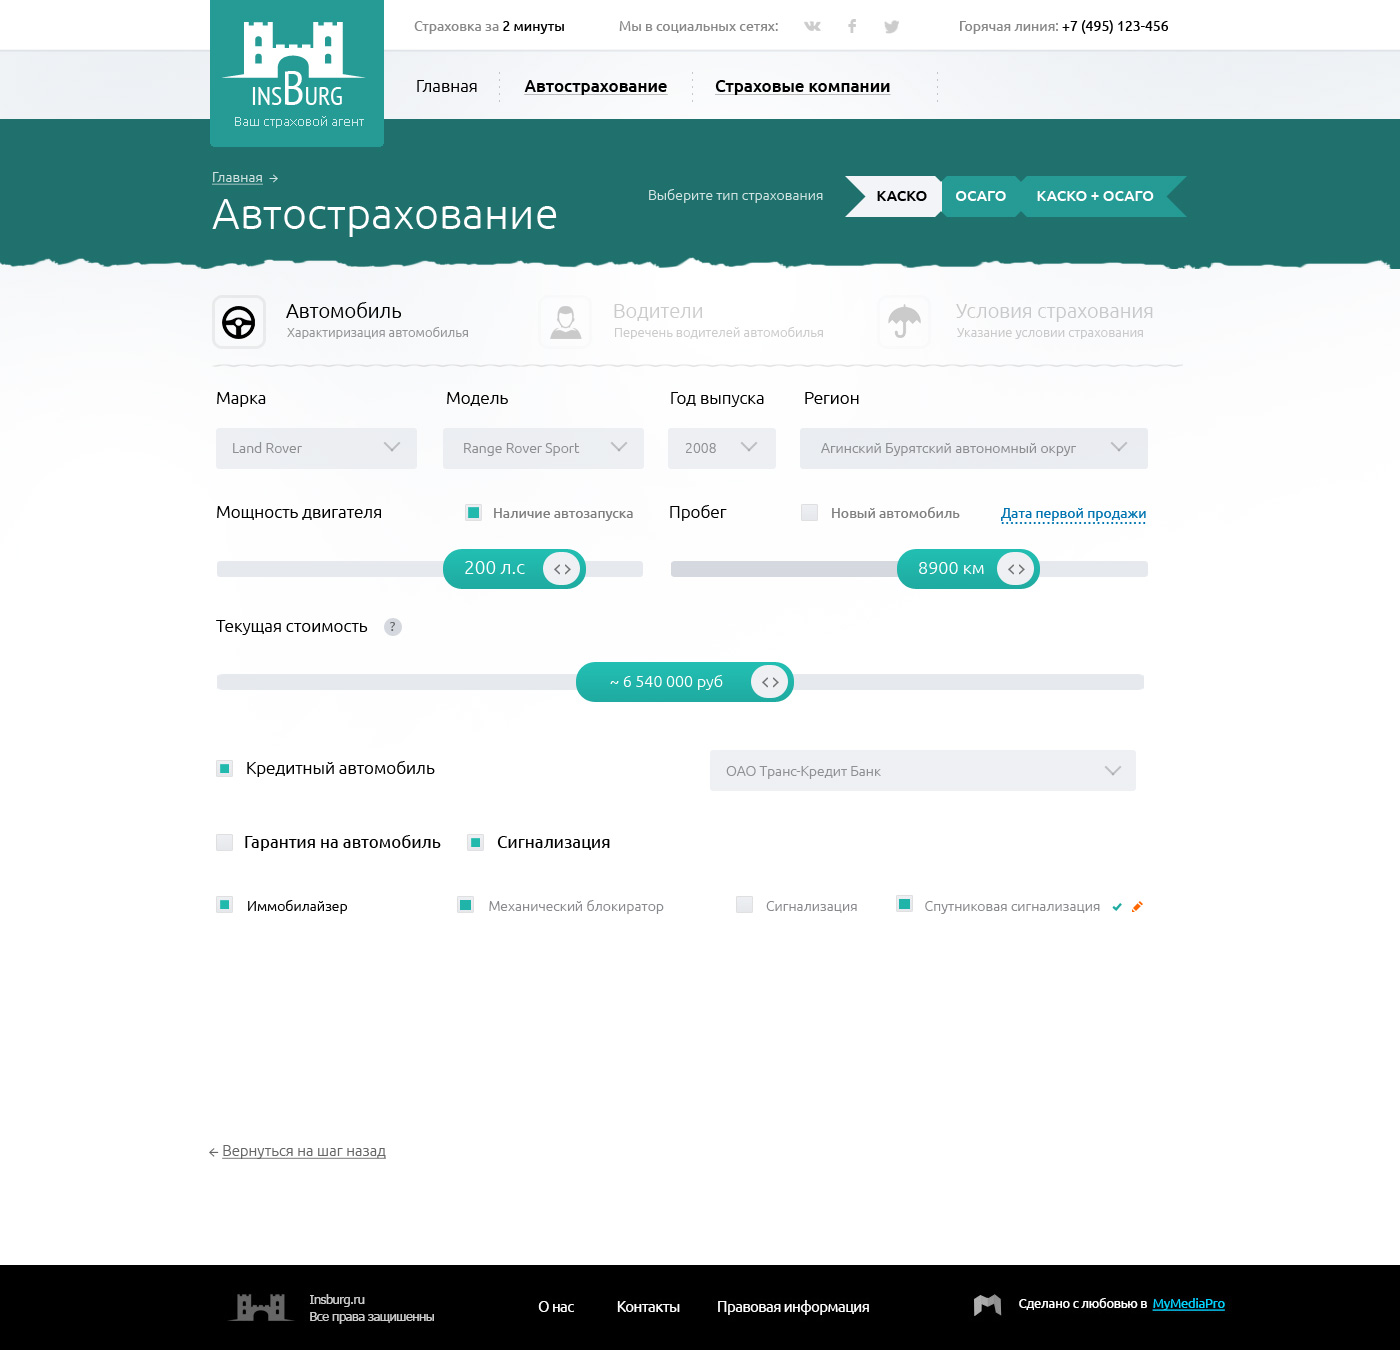 Страховка за 2 минуты
Мы в социальных сетях:
Горячая линия: +7 (495) 123-456
INSBURG
Ваш страховой агент
Главная
Автострахование
Страховые компании
Главная →
Автострахование
Выберите тип страхования
КАСКО
ОСАГО
КАСКО + ОСАГО
Автомобиль
Характиризация автомобилья
Водители
Перечень водителей автомобилья
Условия страхования
Указание условии страхования
Марка
Модель
Год выпуска
Регион
Land Rover
Range Rover Sport
2008
Агинский Бурятский автономный округ
Мощность двигателя
Наличие автозапуска
Пробег
Новый автомобиль
Дата первой продажи
200 л.с
8900 км
Текущая стоимость
?
~ 6 540 000 руб
Кредитный автомобиль
ОАО Транс-Кредит Банк
Гарантия на автомобиль
Сигнализация
Иммобилайзер
Механический блокиратор
Сигнализация
Спутниковая сигнализация
← Вернуться на шаг назад
Insburg.ru
Все права защишенны
О нас
Контакты
Правовая информация
Сделано с любовью в MyMediaPro